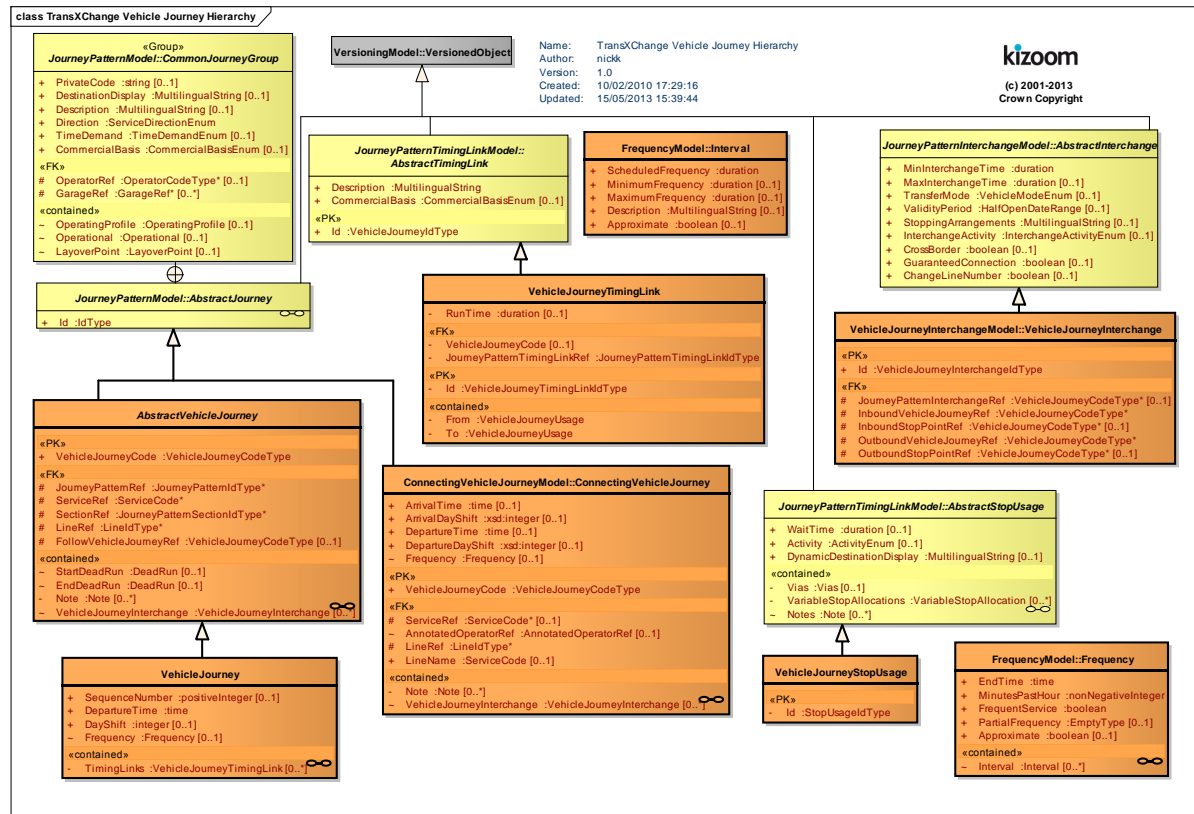 class TransXChange Vehicle Journey Hierarchy
«Group»
JourneyPatternModel::CommonJourneyGroup
+ PrivateCode :string [0..1]
+ DestinationDisplay :MultilingualString [0..1]
+ Description :MultilingualString [0..1]
+ Direction :ServiceDirectionEnum
+ TimeDemand :TimeDemandEnum [0..1]
+ CommercialBasis :CommercialBasisEnum [0..1]
«FK»
# OperatorRef :OperatorCodeType* [0..1]
# GarageRef :GarageRef* [0..*]
«contained»
~ OperatingProfile :OperatingProfile [0..1]
~ Operational :Operational [0..1]
~ LayoverPoint :LayoverPoint [0..1]
VersioningModel::VersionedObject
Name: TransXChange Vehicle Journey Hierarchy
Author: nickk
Version: 1.0
Created: 10/02/2010 17:29:16
Updated: 15/05/2013 15:39:44
kizoom
(c) 2001-2013
Crown Copyright
JourneyPatternTimingLinkModel::
AbstractTimingLink
+ Description :MultilingualString
+ CommercialBasis :CommercialBasisEnum [0..1]
«PK»
+ Id :VehicleJourneyIdType
FrequencyModel::Interval
+ ScheduledFrequency :duration
+ MinimumFrequency :duration [0..1]
+ MaximumFrequency :duration [0..1]
+ Description :MultilingualString [0..1]
+ Approximate :boolean [0..1]
JourneyPatternInterchangeModel::AbstractInterchange
+ MinInterchangeTime :duration
+ MaxInterchangeTime :duration [0..1]
+ TransferMode :VehicleModeEnum [0..1]
+ ValidityPeriod :HalfOpenDateRange [0..1]
+ StoppingArrangements :MultilingualString [0..1]
+ InterchangeActivity :InterchangeActivityEnum [0..1]
+ CrossBorder :boolean [0..1]
+ GuaranteedConnection :boolean [0..1]
+ ChangeLineNumber :boolean [0..1]
JourneyPatternModel::AbstractJourney
+ Id :IdType
VehicleJourneyTimingLink
- RunTime :duration [0..1]
«FK»
- VehicleJourneyCode [0..1]
- JourneyPatternTimingLinkRef :JourneyPatternTimingLinkIdType
«PK»
- Id :VehicleJourneyTimingLinkIdType
«contained»
- From :VehicleJourneyUsage
- To :VehicleJourneyUsage
VehicleJourneyInterchangeModel::VehicleJourneyInterchange
«PK»
+ Id :VehicleJourneyInterchangeIdType
«FK»
# JourneyPatternInterchangeRef :VehicleJourneyCodeType* [0..1]
# InboundVehicleJourneyRef :VehicleJourneyCodeType*
# InboundStopPointRef :VehicleJourneyCodeType* [0..1]
# OutboundVehicleJourneyRef :VehicleJourneyCodeType*
# OutboundStopPointRef :VehicleJourneyCodeType* [0..1]
AbstractVehicleJourney
«PK»
+ VehicleJourneyCode :VehicleJourneyCodeType
«FK»
# JourneyPatternRef :JourneyPatternIdType*
# ServiceRef :ServiceCode*
# SectionRef :JourneyPatternSectionIdType*
# LineRef :LineIdType*
# FollowVehicleJourneyRef :VehicleJourneyCodeType [0..1]
«contained»
~ StartDeadRun :DeadRun [0..1]
~ EndDeadRun :DeadRun [0..1]
- Note :Note [0..*]
~ VehicleJourneyInterchange :VehicleJourneyInterchange [0..*]
ConnectingVehicleJourneyModel::ConnectingVehicleJourney
+ ArrivalTime :time [0..1]
+ ArrivalDayShift :xsd:integer [0..1]
+ DepartureTime :time [0..1]
+ DepartureDayShift :xsd:integer [0..1]
~ Frequency :Frequency [0..1]
«PK»
+ VehicleJourneyCode :VehicleJourneyCodeType
«FK»
# ServiceRef :ServiceCode* [0..1]
~ AnnotatedOperatorRef :AnnotatedOperatorRef [0..1]
# LineRef :LineIdType*
+ LineName :ServiceCode [0..1]
«contained»
- Note :Note [0..*]
~ VehicleJourneyInterchange :VehicleJourneyInterchange [0..*]
JourneyPatternTimingLinkModel::AbstractStopUsage
+ WaitTime :duration [0..1]
+ Activity :ActivityEnum [0..1]
+ DynamicDestinationDisplay :MultilingualString [0..1]
«contained»
- Vias :Vias [0..1]
- VariableStopAllocations :VariableStopAllocation [0..*]
~ Notes :Note [0..*]
VehicleJourney
+ SequenceNumber :positiveInteger [0..1]
+ DepartureTime :time
+ DayShift :integer [0..1]
~ Frequency :Frequency [0..1]
«contained»
- TimingLinks :VehicleJourneyTimingLink [0..*]
VehicleJourneyStopUsage
«PK»
- Id :StopUsageIdType
FrequencyModel::Frequency
+ EndTime :time
+ MinutesPastHour :nonNegativeInteger
+ FrequentService :boolean
+ PartialFrequency :EmptyType [0..1]
+ Approximate :boolean [0..1]
«contained»
~ Interval :Interval [0..*]